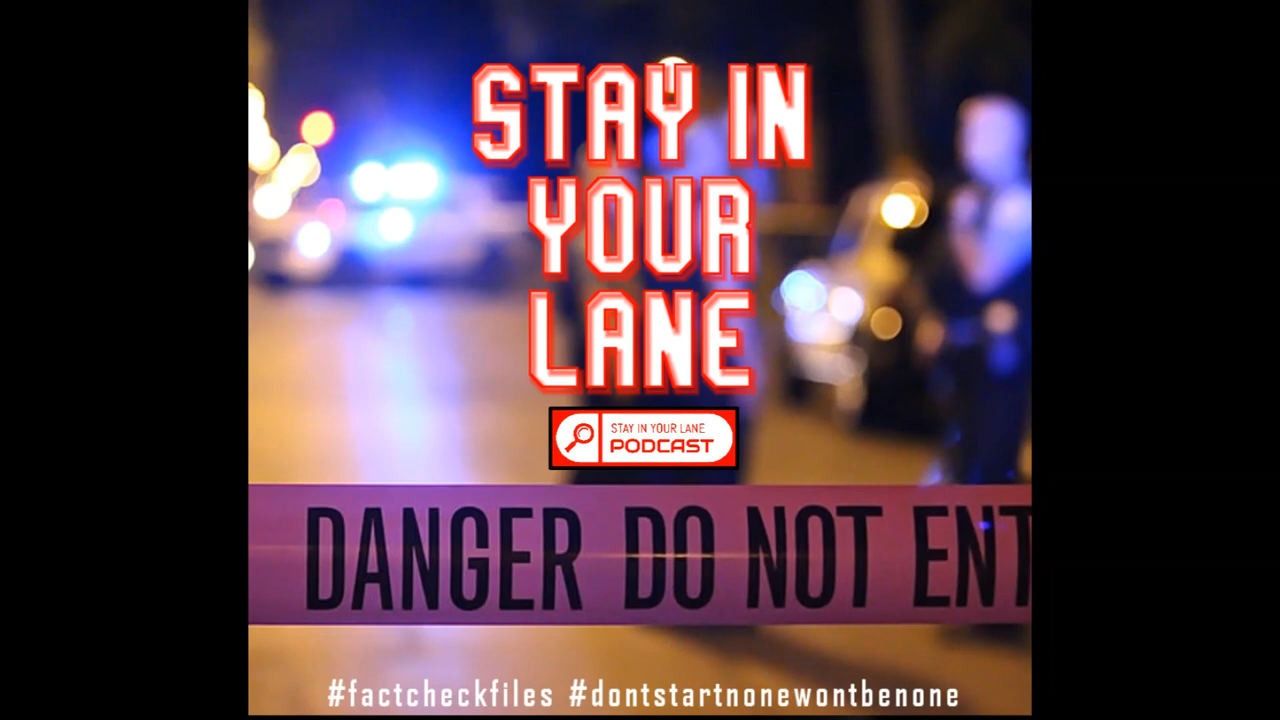 STAY IN
YOUR
LANE
STAY IN YOUR LANE
PODCAST
DANGER DO NOT ENT
#factcheckfiles #dontstartnonewontbenone